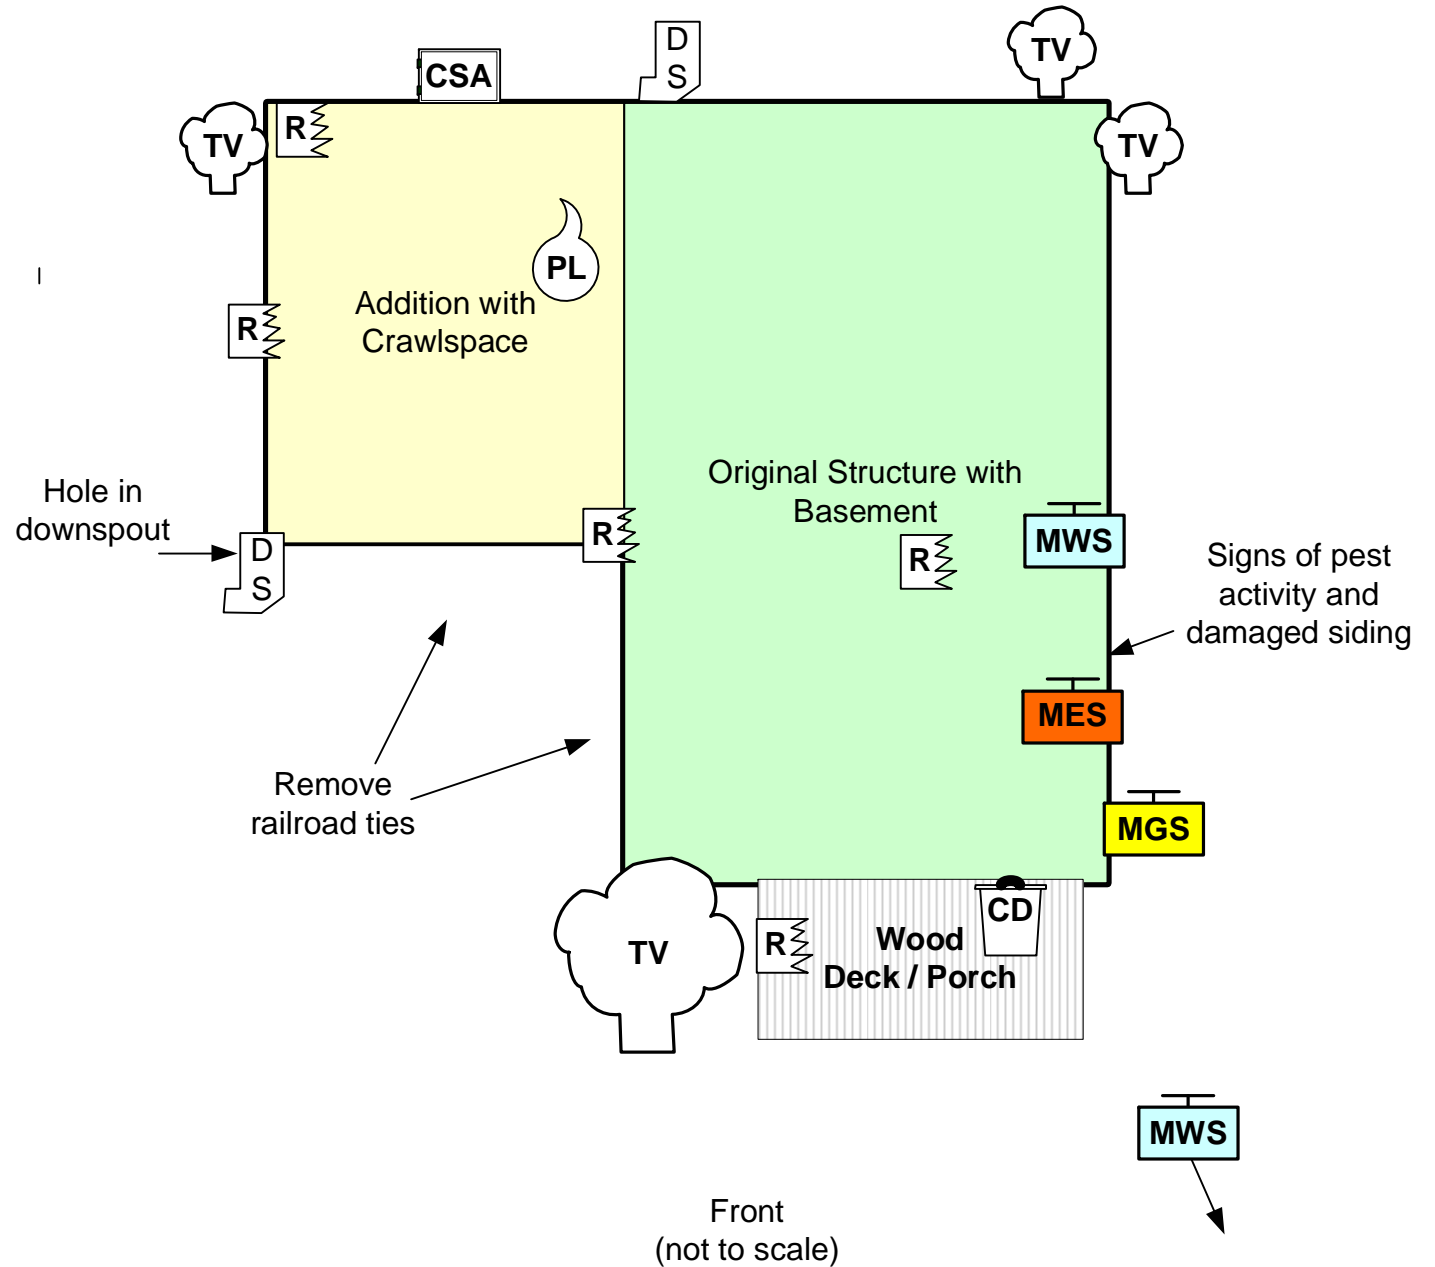 D
S
TV
CSA
R
TV
TV
PL
Addition with
Crawlspace
R
Original Structure with
Basement
Hole in
downspout
D
S
R
R
MWS
Signs of pest
activity and
damaged siding
MES
Remove
railroad ties
MGS
CD
TV
R
Wood
Deck / Porch
MWS
Front
(not to scale)